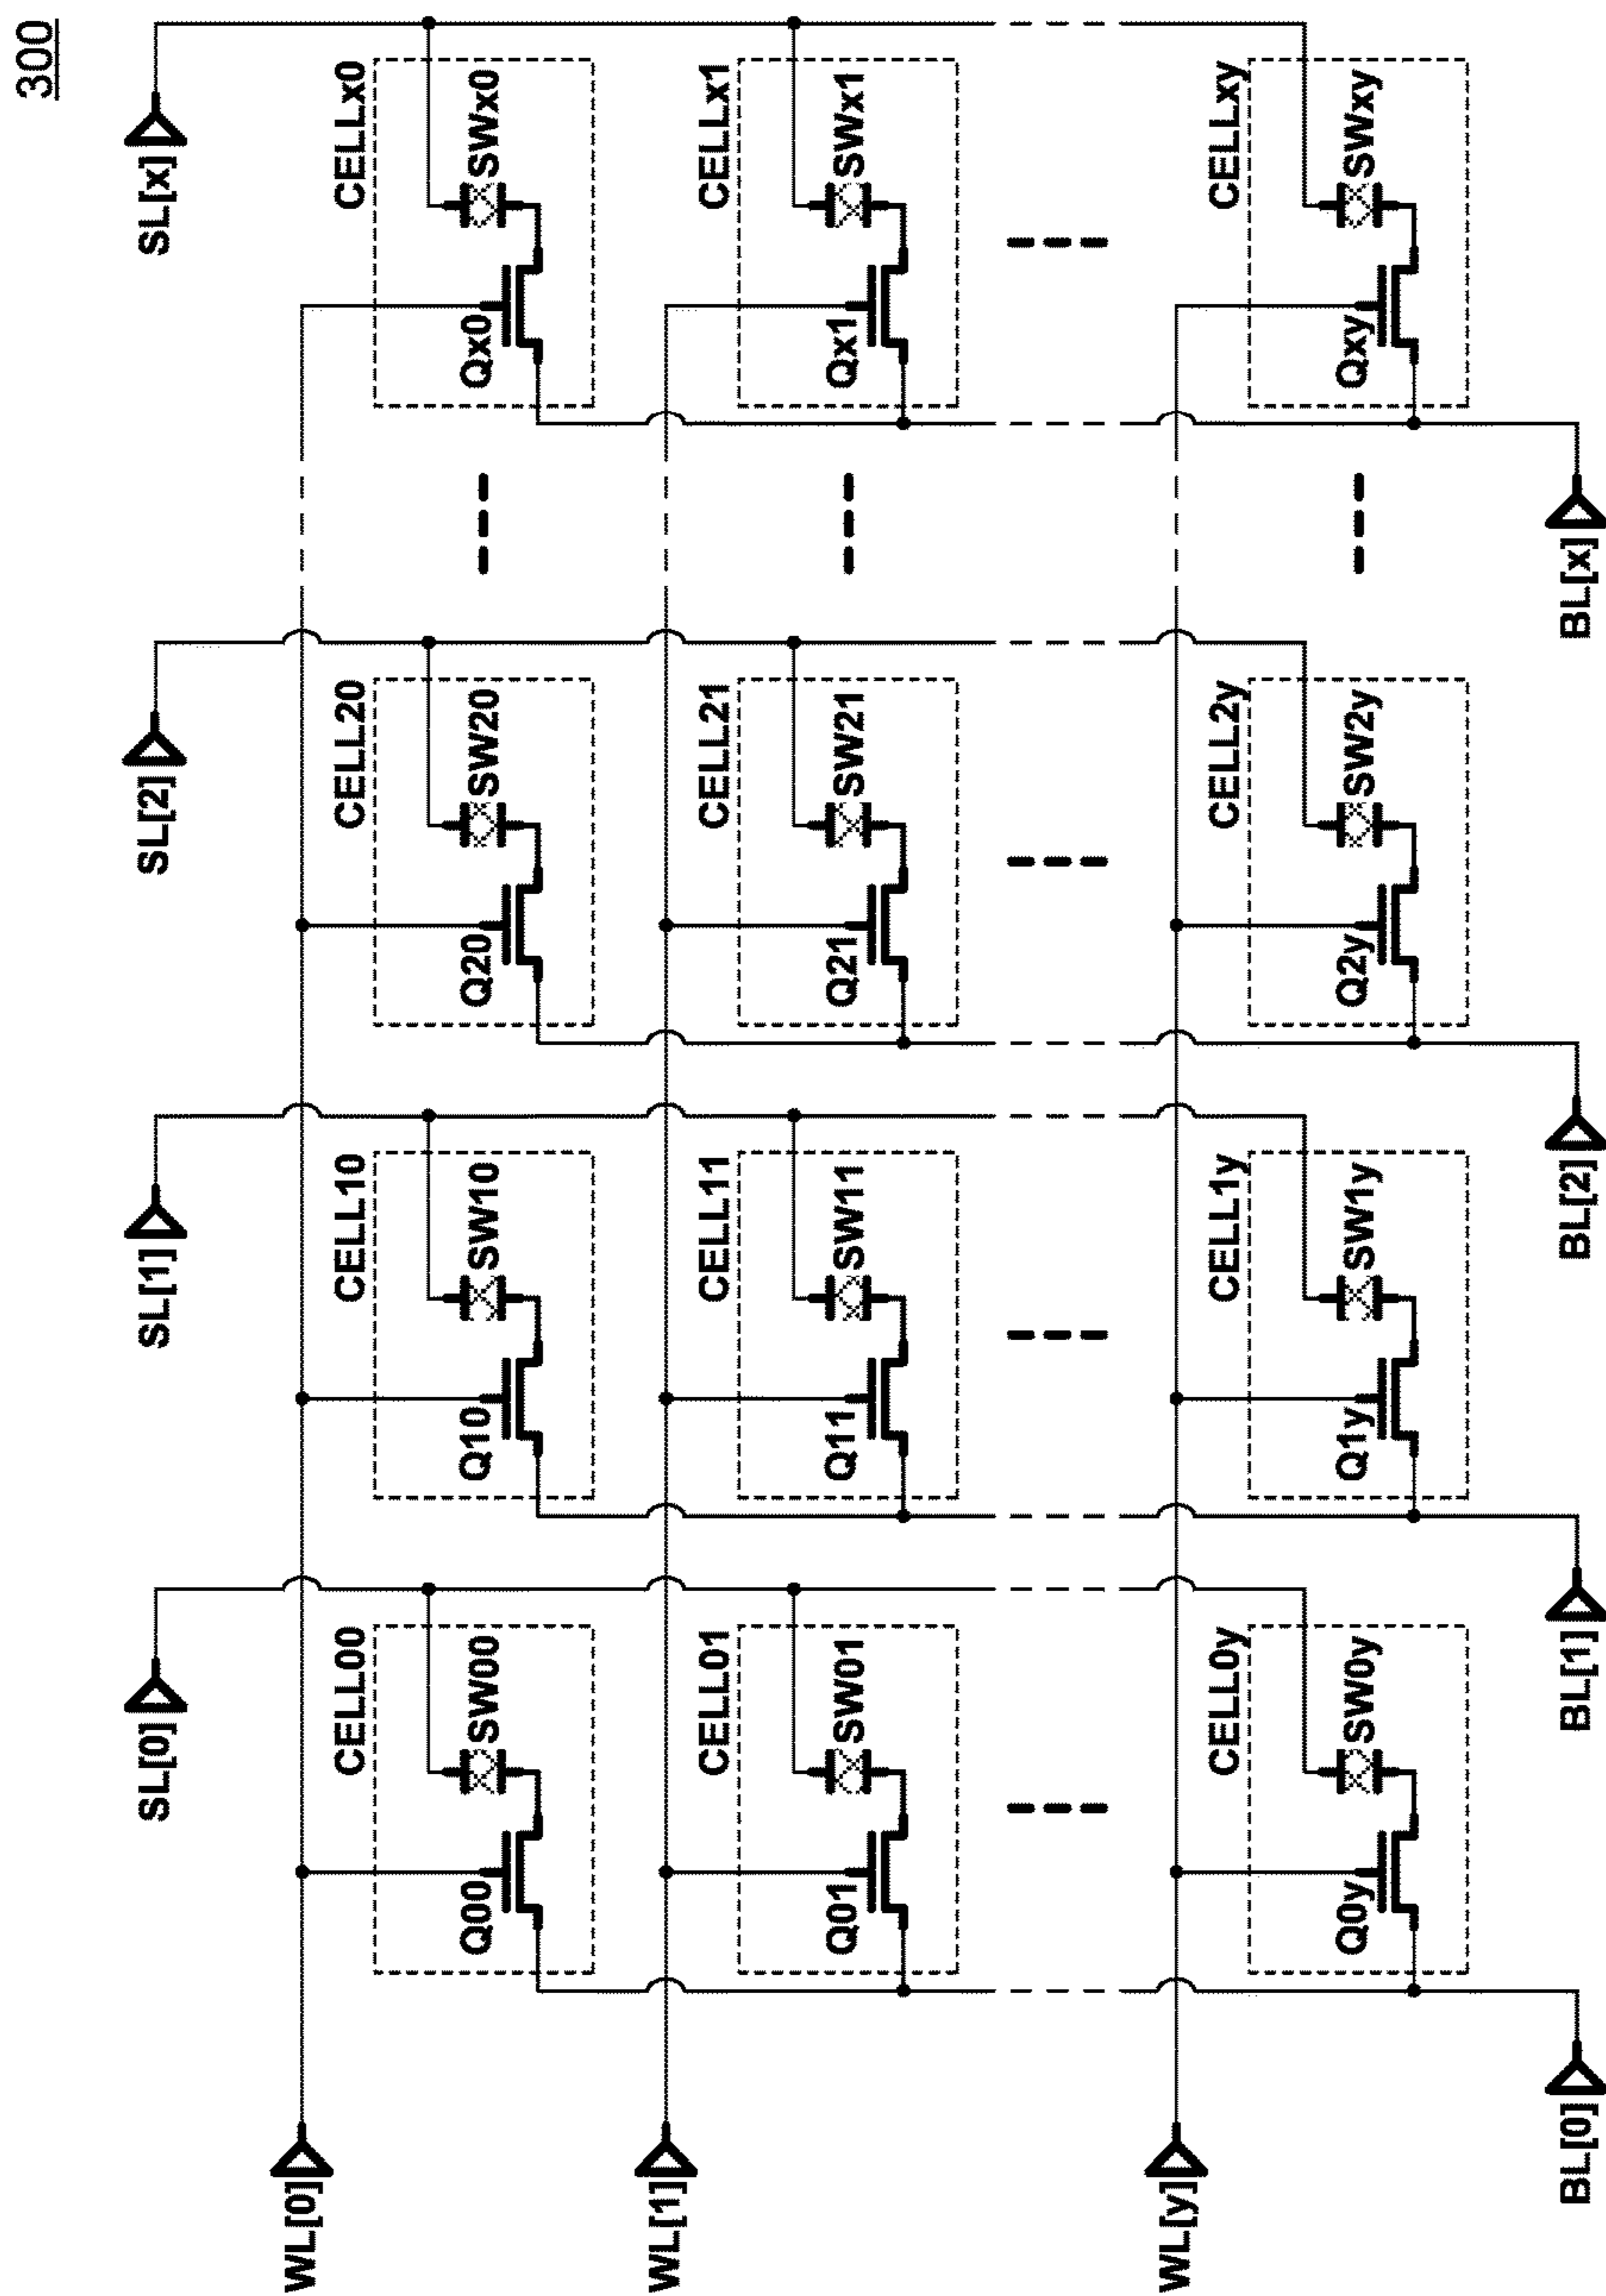 300
SL[0]
SL[1]
SL[2]
SL[x]
WL[0]
CELL00
CELL10
CELL20
CELLx0
Q00
SW00
Q10
SW10
Q20
SW20
Qx0
SWx0
WL[1]
CELL01
CELL11
CELL21
CELLx1
Q01
SW01
Q11
SW11
Q21
SW21
Qx1
SWx1
WL[y]
CELL0y
CELL1y
CELL2y
CELLxy
Q0y
SW0y
Q1y
SW1y
Q2y
SW2y
Qxy
SWxy
BL[0]
BL[1]
BL[2]
BL[x]